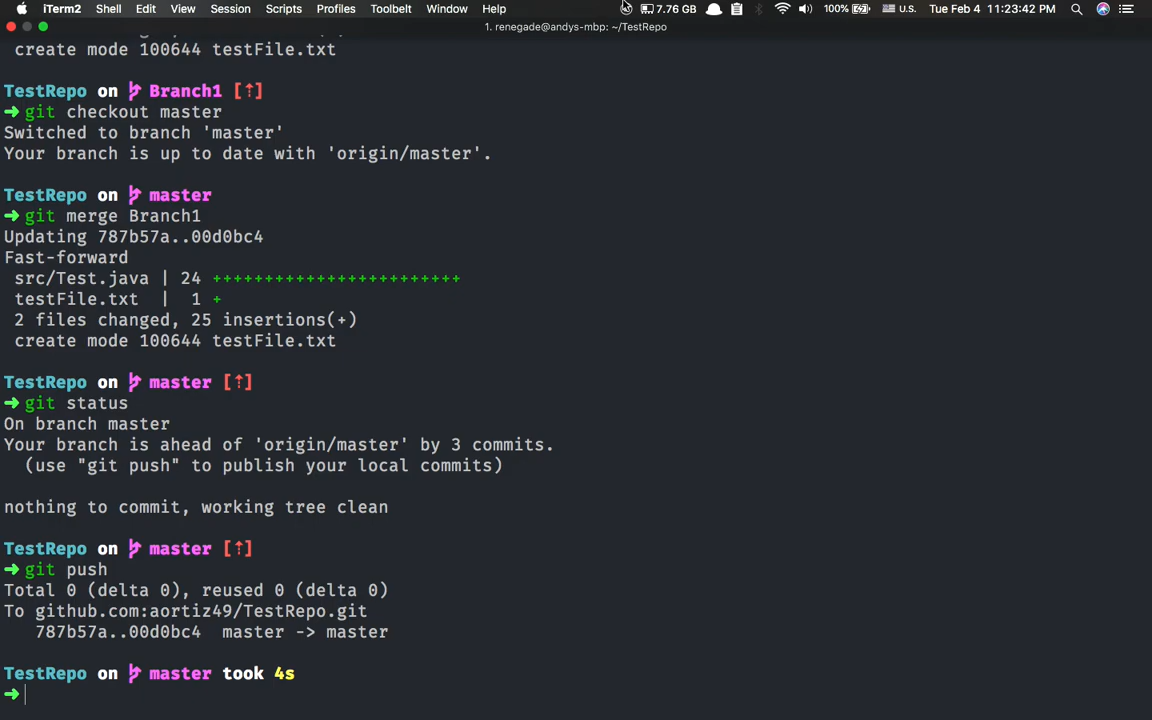 iTerm2 Shell Edit View Session Scripts Profiles Toolbelt Window Help 7.76 GB 100% U.S. Tue Feb 4 11:23:42 PM
1. renegade@andys-mbp: ~/TestRepo
create mode 100644 testFile.txt
TestRepo on Branch1 [⇡]
➜ git checkout master
Switched to branch 'master'
Your branch is up to date with 'origin/master'.
TestRepo on master
➜ git merge Branch1
Updating 787b57a..00d0bc4
Fast-forward
src/Test.java | 24 ++++++++++++++++++++++++
testFile.txt | 1 +
2 files changed, 25 insertions(+)
create mode 100644 testFile.txt
TestRepo on master [⇡]
➜ git status
On branch master
Your branch is ahead of 'origin/master' by 3 commits.
(use "git push" to publish your local commits)
nothing to commit, working tree clean
TestRepo on master [⇡]
➜ git push
Total 0 (delta 0), reused 0 (delta 0)
To github.com:aortiz49/TestRepo.git
787b57a..00d0bc4 master -> master
TestRepo on master took 4s
➜